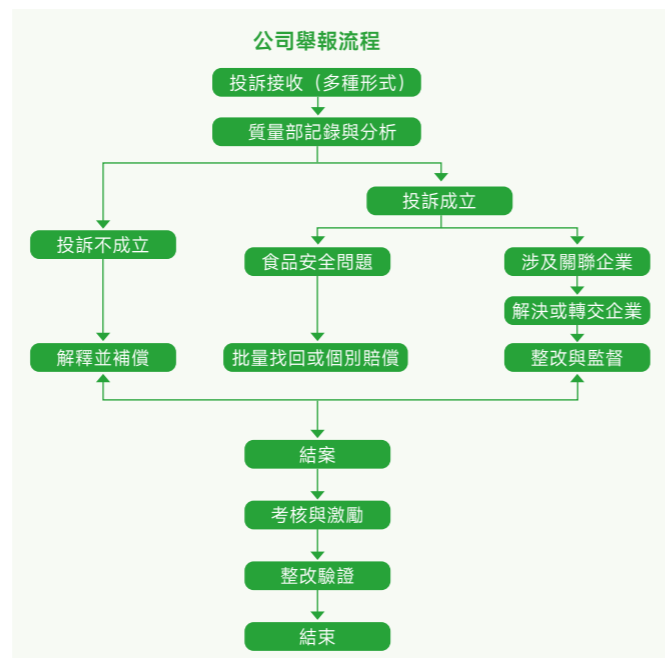 公司舉報流程
投訴接收（多種形式）
質量部記錄與分析
投訴成立
投訴不成立
食品安全問題
涉及關聯企業
解決或轉交企業
解釋並補償
批量找回或個別賠償
整改與監督
結案
考核與激勵
整改驗證
結束